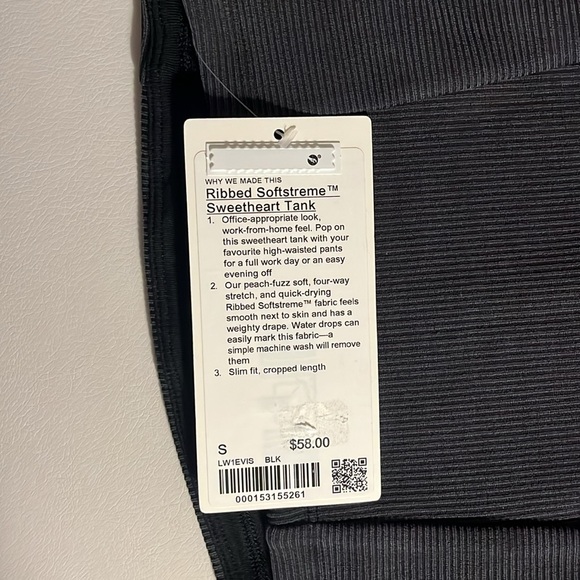 WHY WE MADE THIS
Ribbed Softstreme™
Sweetheart Tank
1. Office-appropriate look,
work-from-home feel. Pop on
this sweetheart tank with your
favourite high-waisted pants
for a full work day or an easy
evening off
2. Our peach-fuzz soft, four-way
stretch, and quick-drying
Ribbed Softstreme™ fabric feels
smooth next to skin and has a
weighty drape. Water drops can
easily mark this fabric—a
simple machine wash will remove
them
3. Slim fit, cropped length
S $58.00
LW1EVIS BLK
000153155261